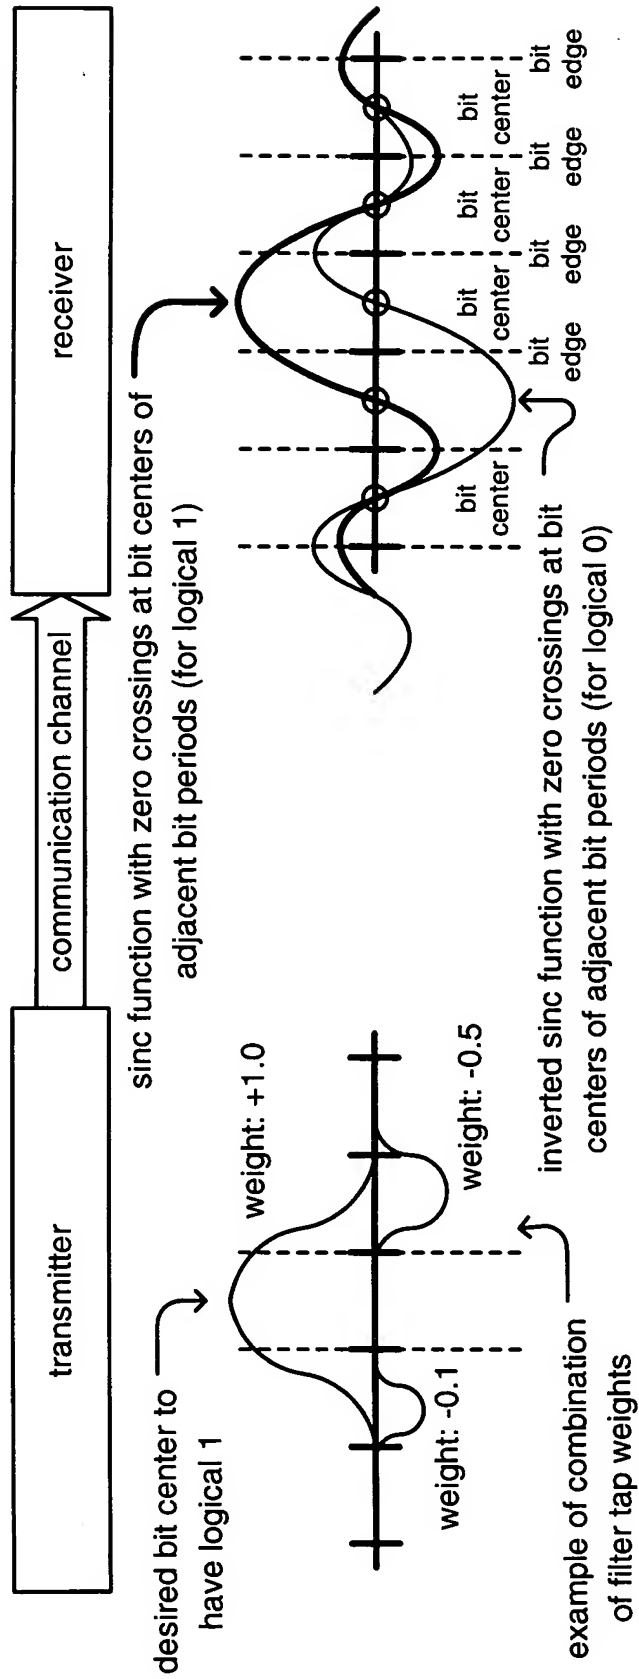 transmitter
communication channel
receiver
desired bit center to
have logical 1
weight: +1.0
weight: -0.1
weight: -0.5
example of combination
of filter tap weights
sinc function with zero crossings at bit centers of
adjacent bit periods (for logical 1)
bit
center
bit
edge
bit
center
bit
edge
bit
center
bit
edge
bit
center
bit
edge
inverted sinc function with zero crossings at bit
centers of adjacent bit periods (for logical 0)